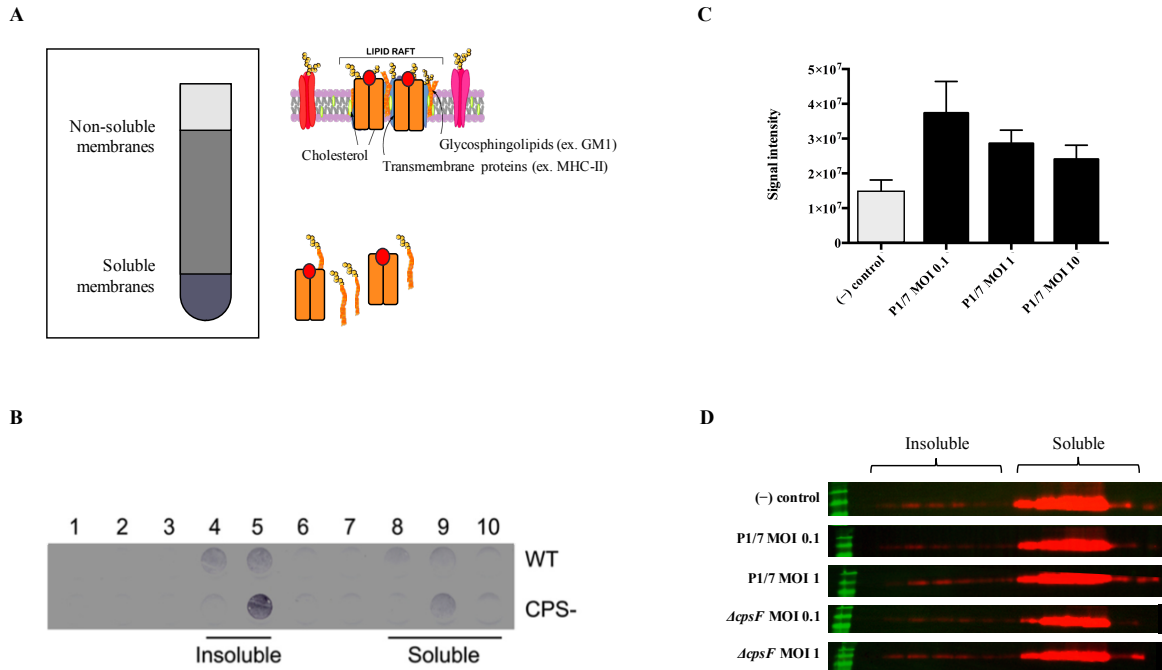 A
Non-soluble
membranes
Soluble
membranes
LIPID RAFT
Cholesterol
Glycosphingolipids (ex. GM1)
Transmembrane proteins (ex. MHC-II)
B
1 2 3 4 5 6 7 8 9 10
WT
CPS-
Insoluble Soluble
C
Signal intensity
5×10⁷
4×10⁷
3×10⁷
2×10⁷
1×10⁷
0
(−) control
P1/7 MOI 0.1
P1/7 MOI 1
P1/7 MOI 10
D
Insoluble Soluble
(−) control
P1/7 MOI 0.1
P1/7 MOI 1
ΔcpsF MOI 0.1
ΔcpsF MOI 1